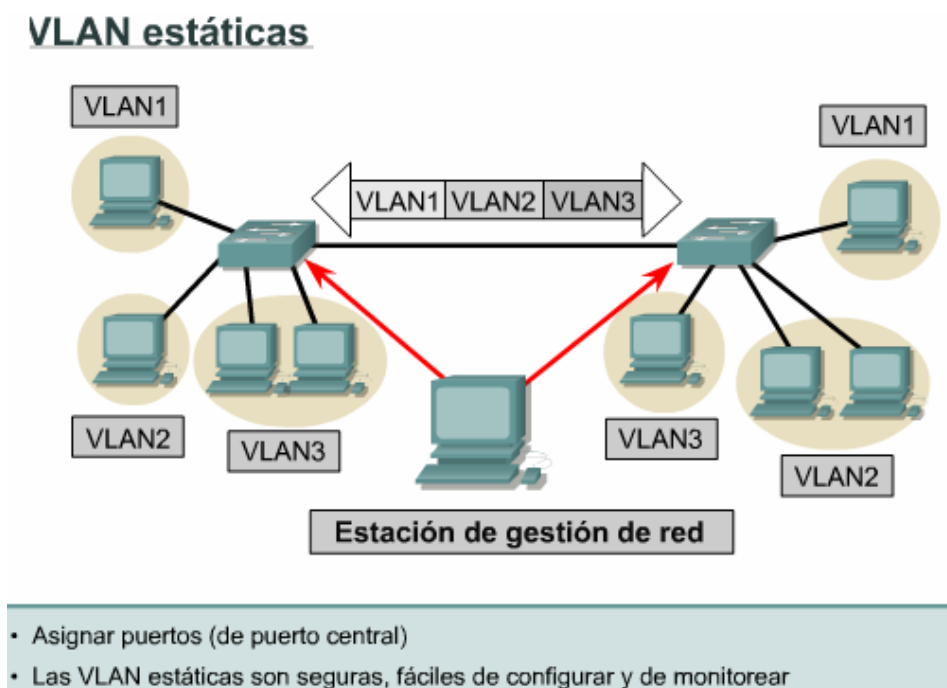 VLAN estáticas
VLAN1
VLAN1
VLAN1 VLAN2 VLAN3
VLAN2
VLAN3
VLAN3
VLAN2
Estación de gestión de red
• Asignar puertos (de puerto central)
• Las VLAN estáticas son seguras, fáciles de configurar y de monitorear